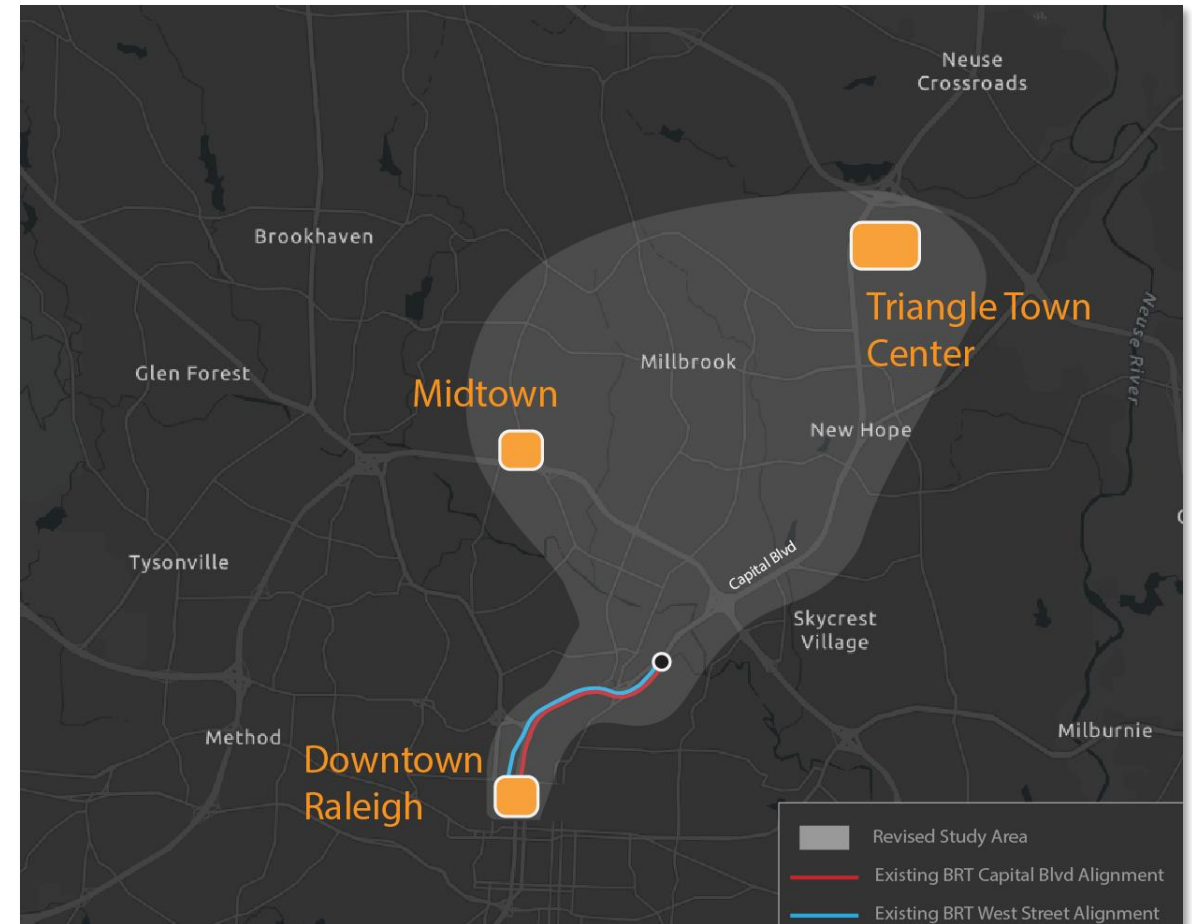 Neuse
Crossroads
Brookhaven
Triangle Town
Center
Neuse River
Millbrook
Glen Forest
Midtown
New Hope
Capital Blvd
Tysonville
Skycrest
Village
Method
Milburnie
Downtown
Raleigh
Revised Study Area
Existing BRT Capital Blvd Alignment
Existing BRT West Street Alignment